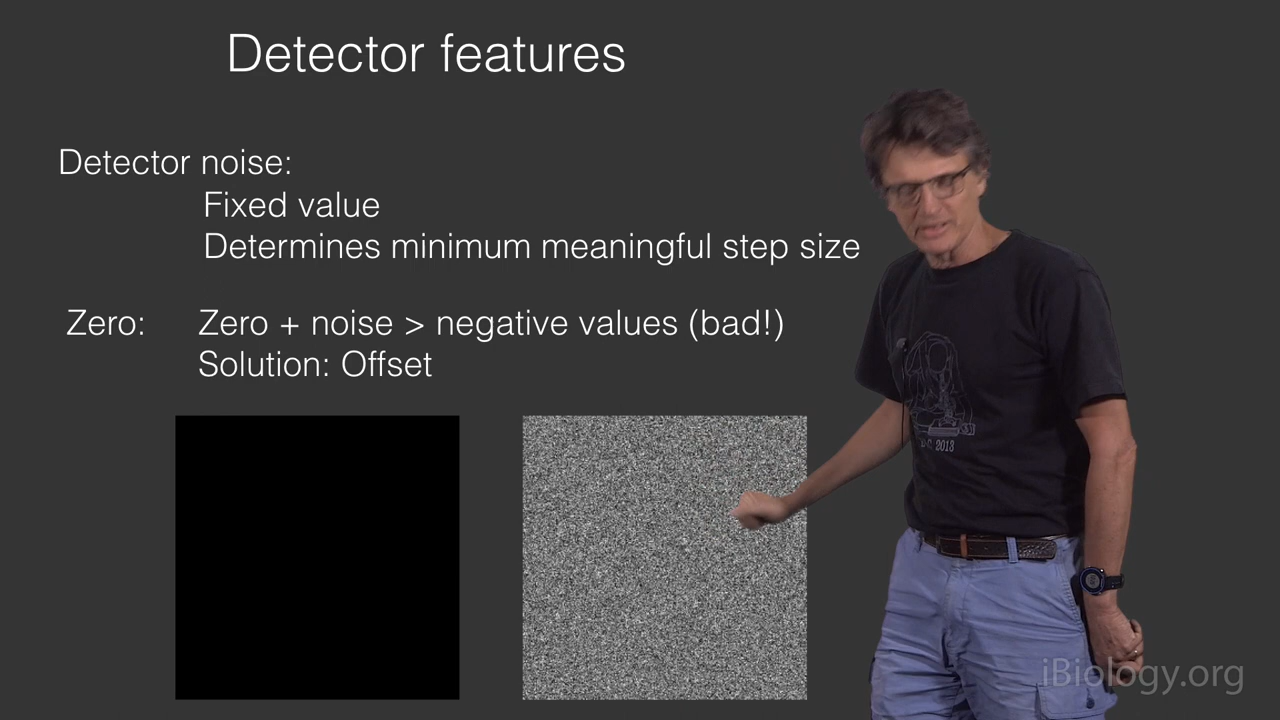 Detector features
Detector noise:
Fixed value
Determines minimum meaningful step size
Zero: Zero + noise > negative values (bad!)
Solution: Offset
2013
iBiology.org